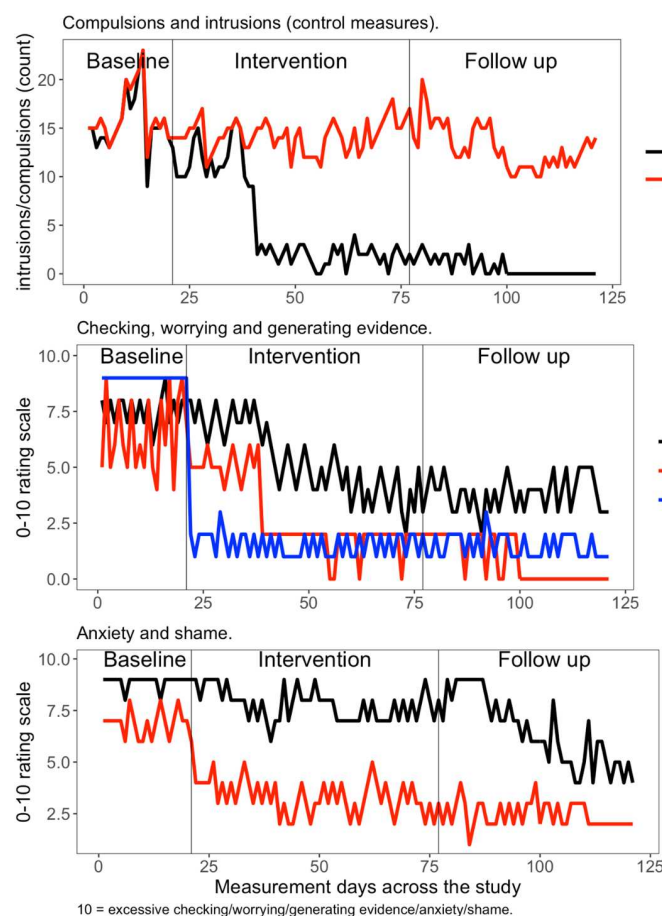 Compulsions and intrusions (control measures).
Baseline Intervention Follow up
intrusions/compulsions (count)
20
15
10
5
0
0 25 50 75 100 125
Checking, worrying and generating evidence.
10.0
Baseline Intervention Follow up
0-10 rating scale
7.5
5.0
2.5
0.0
0 25 50 75 100 125
Anxiety and shame.
10.0
Baseline Intervention Follow up
0-10 rating scale
7.5
5.0
2.5
0 25 50 75 100 125
Measurement days across the study
10 = excessive checking/worrying/generating evidence/anxiety/shame.